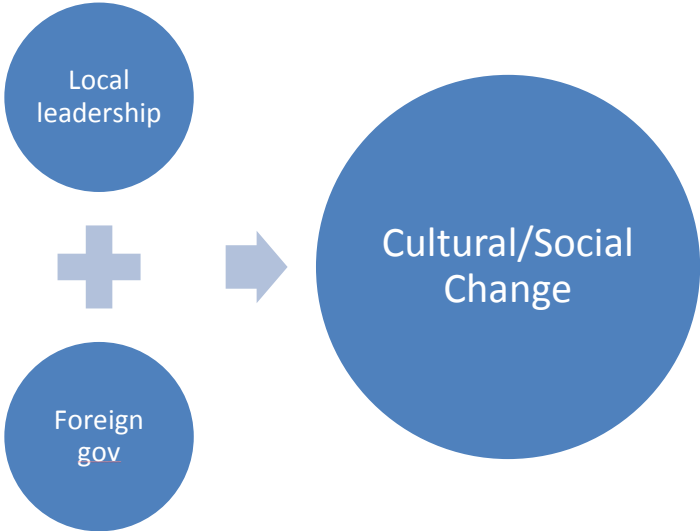 Local
leadership
Foreign
gov
Cultural/Social
Change